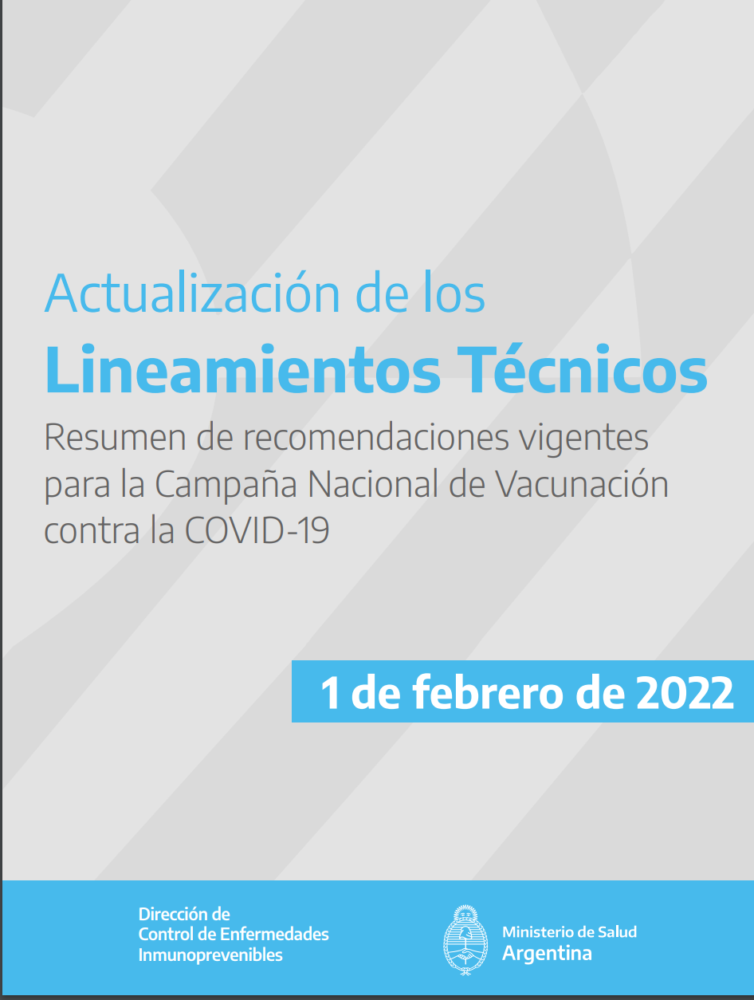 Actualización de los
Lineamientos Técnicos
Resumen de recomendaciones vigentes
para la Campaña Nacional de Vacunación
contra la COVID-19
1 de febrero de 2022
Dirección de
Control de Enfermedades
Inmunoprevenibles
Ministerio de Salud
Argentina